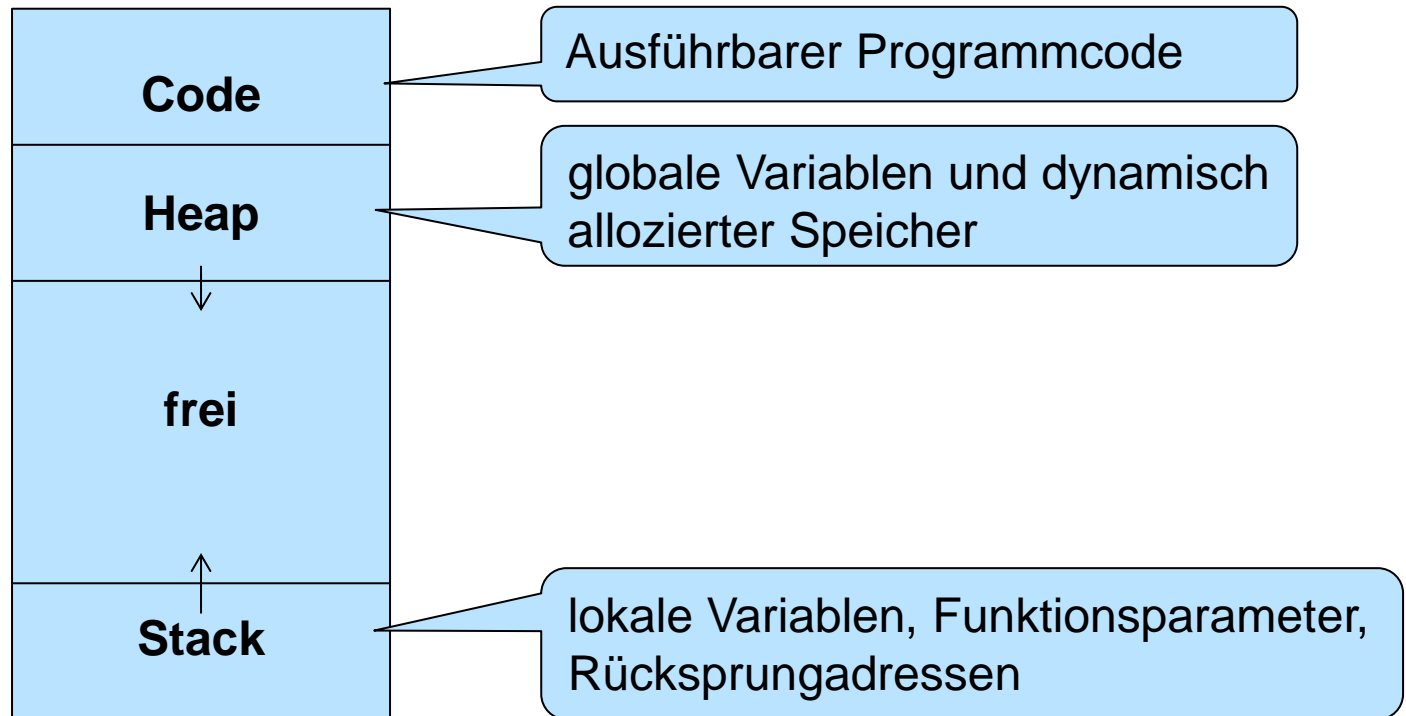 Code
Ausführbarer Programmcode
Heap
globale Variablen und dynamisch
allozierter Speicher
frei
Stack
lokale Variablen, Funktionsparameter,
Rücksprungadressen